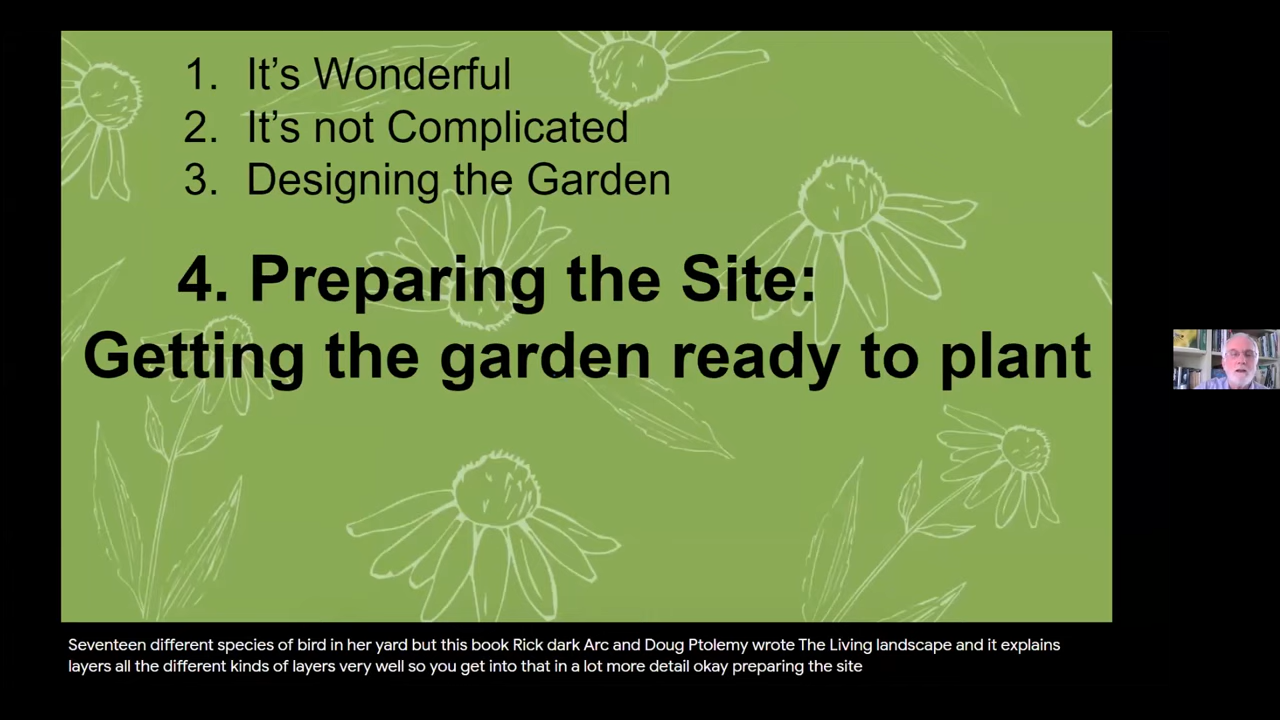 1. It's Wonderful
2. It's not Complicated
3. Designing the Garden
4. Preparing the Site:
Getting the garden ready to plant
Seventeen different species of bird in her yard but this book Rick dark Arc and Doug Ptolemy wrote The Living landscape and it explains
layers all the different kinds of layers very well so you get into that in a lot more detail okay preparing the site